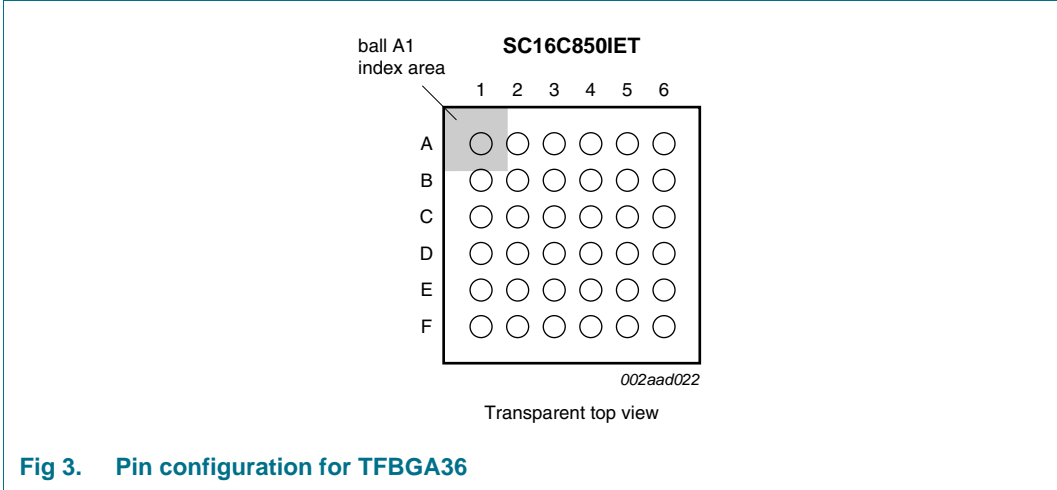 ball A1
index area
SC16C850IET
1 2 3 4 5 6
A
B
C
D
E
F
002aad022
Transparent top view
Fig 3. Pin configuration for TFBGA36